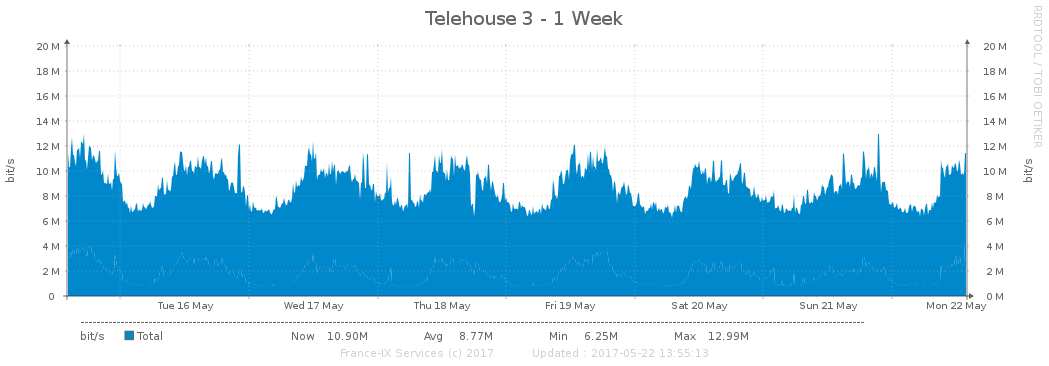 Telehouse 3 - 1 Week
RRDTOOL / TOBI OETIKER
bit/s
bit/s
20 M 20 M
18 M 18 M
16 M 16 M
14 M 14 M
12 M 12 M
10 M 10 M
8 M 8 M
6 M 6 M
4 M 4 M
2 M 2 M
0 0 M
Tue 16 May Wed 17 May Thu 18 May Fri 19 May Sat 20 May Sun 21 May Mon 22 May
bit/s Total Now 10.90M Avg 8.77M Min 6.25M Max 12.99M
France-IX Services (c) 2017 Updated : 2017-05-22 13:55:13